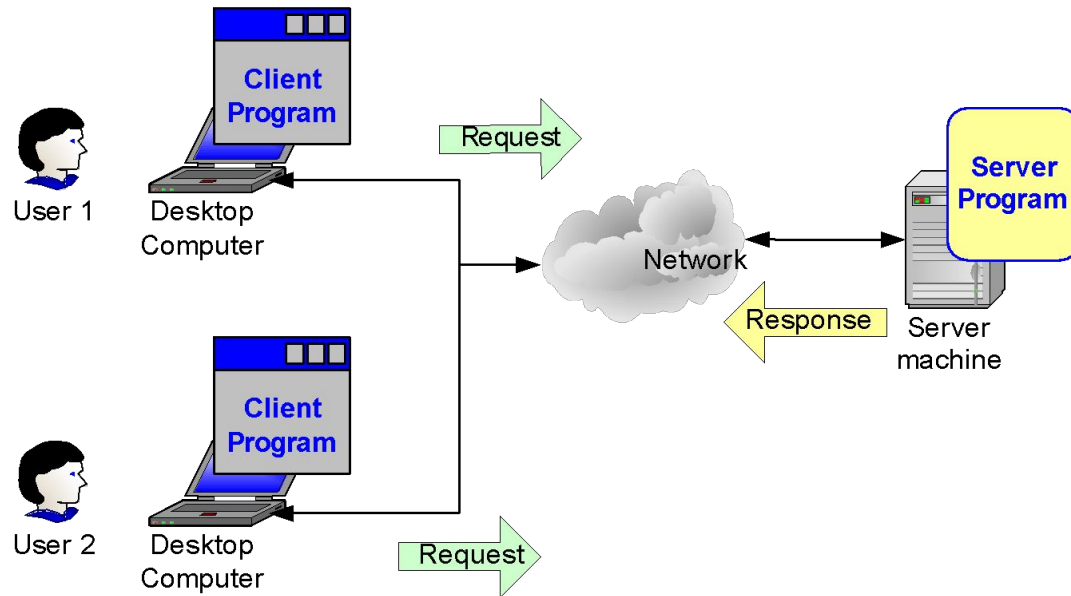 Client
Program
User 1
Desktop
Computer
Request
Network
Server
Program
Response
Server
machine
Client
Program
User 2
Desktop
Computer
Request